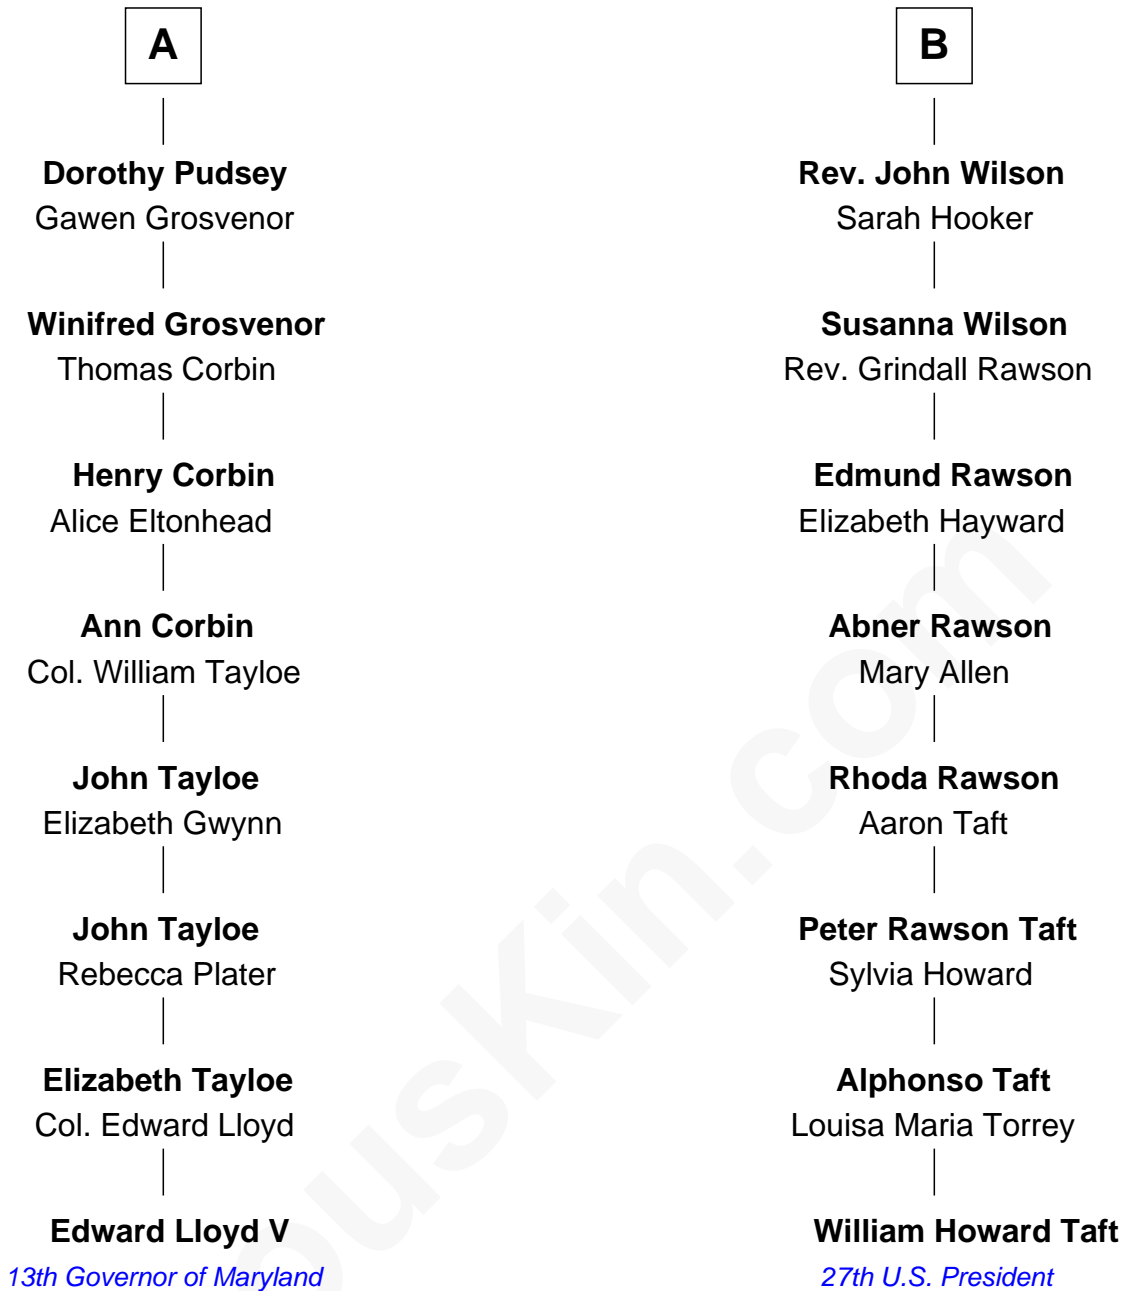 A
B
Dorothy Pudsey
Gawen Grosvenor
Rev. John Wilson
Sarah Hooker
Winifred Grosvenor
Thomas Corbin
Susanna Wilson
Rev. Grindall Rawson
Henry Corbin
Alice Eltonhead
Edmund Rawson
Elizabeth Hayward
Ann Corbin
Col. William Tayloe
Abner Rawson
Mary Allen
John Tayloe
Elizabeth Gwynn
Rhoda Rawson
Aaron Taft
John Tayloe
Rebecca Plater
Peter Rawson Taft
Sylvia Howard
Elizabeth Tayloe
Col. Edward Lloyd
Alphonso Taft
Louisa Maria Torrey
Edward Lloyd V
13th Governor of Maryland
William Howard Taft
27th U.S. President
ousKin.com